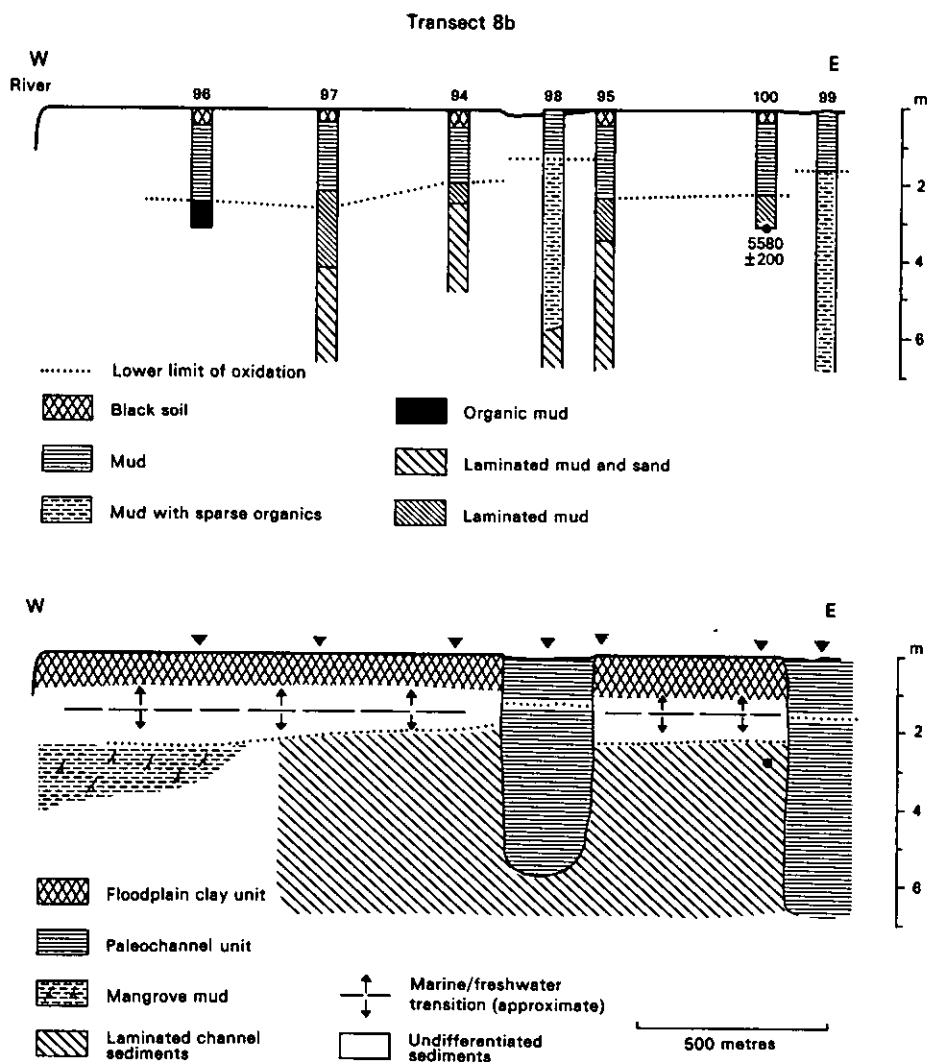 Transect 8b
W
E
River
96
97
94
98
95
100
99
m
2
4
6
5580
±200
Lower limit of oxidation
Black soil
Organic mud
Mud
Laminated mud and sand
Mud with sparse organics
Laminated mud
W
E
m
0
2
4
6
Floodplain clay unit
Paleochannel unit
Mangrove mud
Marine/freshwater
transition (approximate)
Laminated channel
sediments
Undifferentiated
sediments
500 metres